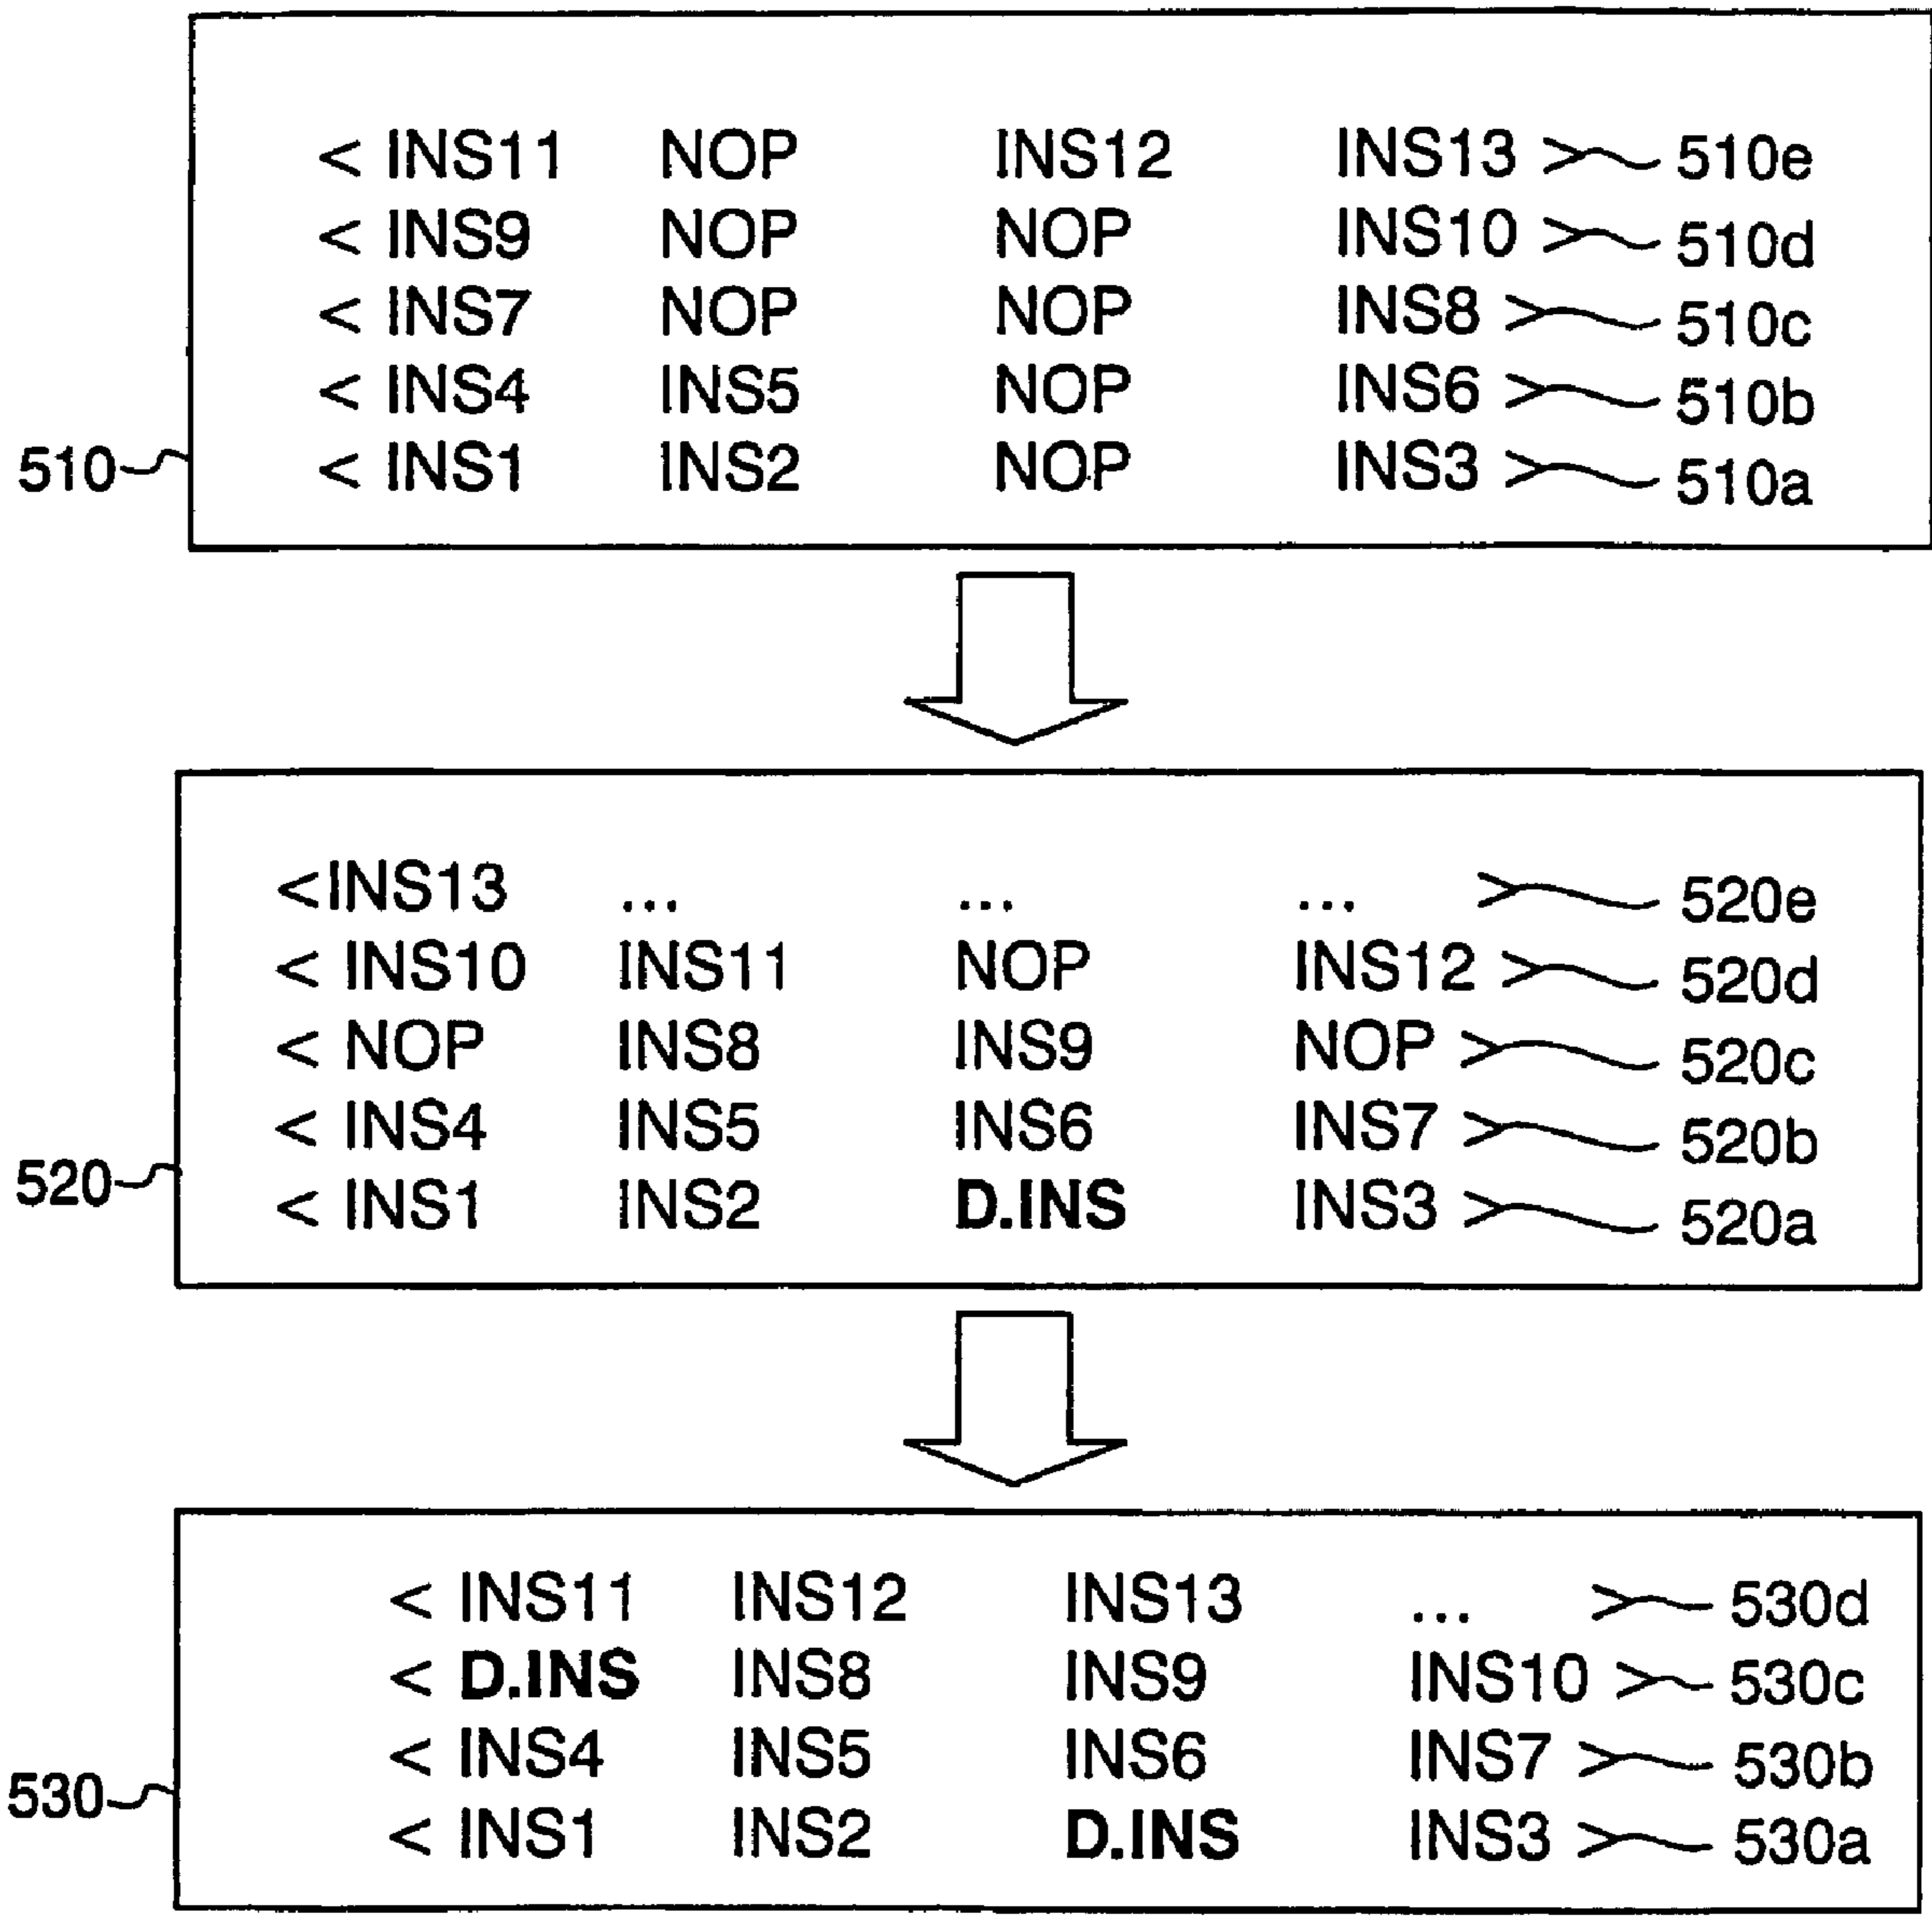 < INS11 NOP INS12 INS13 > 510e
< INS9 NOP NOP INS10 > 510d
< INS7 NOP NOP INS8 > 510c
< INS4 INS5 NOP INS6 > 510b
510 < INS1 INS2 NOP INS3 > 510a
<INS13 ... ... ... > 520e
< INS10 INS11 NOP INS12 > 520d
< NOP INS8 INS9 NOP > 520c
< INS4 INS5 INS6 INS7 > 520b
520 < INS1 INS2 D.INS INS3 > 520a
< INS11 INS12 INS13 ... > 530d
< D.INS INS8 INS9 INS10 > 530c
< INS4 INS5 INS6 INS7 > 530b
530 < INS1 INS2 D.INS INS3 > 530a